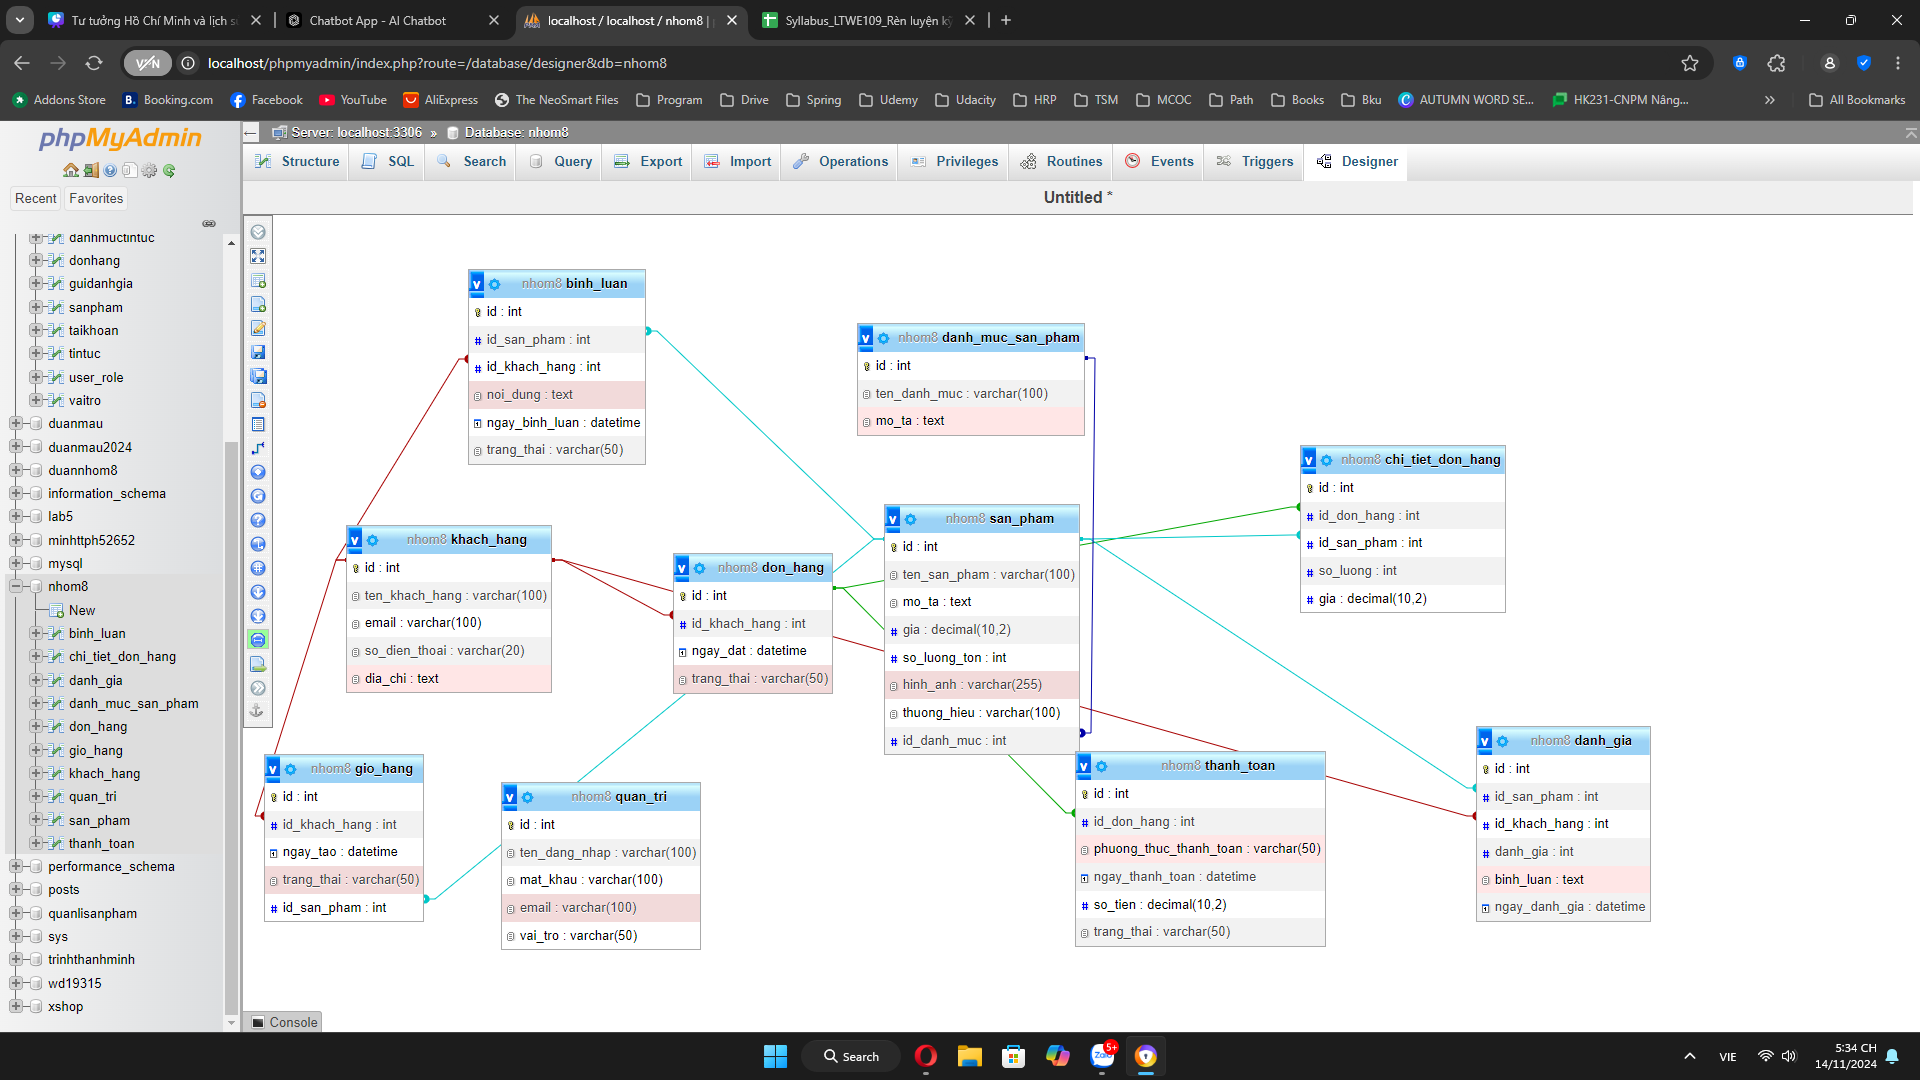 Tư tưởng Hồ Chí Minh và lịch s
Chatbot App - AI Chatbot
localhost / localhost / nhom8 |
Syllabus_LTWE109_Rèn luyện kỹ
VPN
localhost/phpmyadmin/index.php?route=/database/designer&db=nhom8
Addons Store
Booking.com
Facebook
YouTube
AliExpress
The NeoSmart Files
Program
Drive
Spring
Udemy
Udacity
HRP
TSM
MCOC
Path
Books
Bku
AUTUMN WORD SE...
HK231-CNPM Nâng...
»
All Bookmarks
phpMyAdmin
Recent
Favorites
danhmuctintuc
donhang
guidanhgia
sanpham
taikhoan
tintuc
user_role
vaitro
duanmau
duanmau2024
duannhom8
information_schema
lab5
minhttph52652
mysql
nhom8
New
binh_luan
chi_tiet_don_hang
danh_gia
danh_muc_san_pham
don_hang
gio_hang
khach_hang
quan_tri
san_pham
thanh_toan
performance_schema
posts
quanlisanpham
sys
trinhthanhminh
wd19315
xshop
Server: localhost:3306 » Database: nhom8
Structure
SQL
Search
Query
Export
Import
Operations
Privileges
Routines
Events
Triggers
Designer
Untitled *
v nhom8 binh_luan
id : int
# id_san_pham : int
# id_khach_hang : int
noi_dung : text
ngay_binh_luan : datetime
trang_thai : varchar(50)
v nhom8 danh_muc_san_pham
id : int
ten_danh_muc : varchar(100)
mo_ta : text
v nhom8 chi_tiet_don_hang
id : int
# id_don_hang : int
# id_san_pham : int
# so_luong : int
# gia : decimal(10,2)
v nhom8 khach_hang
id : int
ten_khach_hang : varchar(100)
email : varchar(100)
so_dien_thoai : varchar(20)
dia_chi : text
v nhom8 don_hang
id : int
# id_khach_hang : int
ngay_dat : datetime
trang_thai : varchar(50)
v nhom8 san_pham
id : int
ten_san_pham : varchar(100)
mo_ta : text
# gia : decimal(10,2)
# so_luong_ton : int
hinh_anh : varchar(255)
thuong_hieu : varchar(100)
# id_danh_muc : int
v nhom8 gio_hang
id : int
# id_khach_hang : int
ngay_tao : datetime
trang_thai : varchar(50)
# id_san_pham : int
v nhom8 quan_tri
id : int
ten_dang_nhap : varchar(100)
mat_khau : varchar(100)
email : varchar(100)
vai_tro : varchar(50)
v nhom8 thanh_toan
id : int
# id_don_hang : int
phuong_thuc_thanh_toan : varchar(50)
ngay_thanh_toan : datetime
# so_tien : decimal(10,2)
trang_thai : varchar(50)
v nhom8 danh_gia
id : int
# id_san_pham : int
# id_khach_hang : int
# danh_gia : int
binh_luan : text
ngay_danh_gia : datetime
Console
Search
Zalo
5+
VIE
5:34 CH
14/11/2024